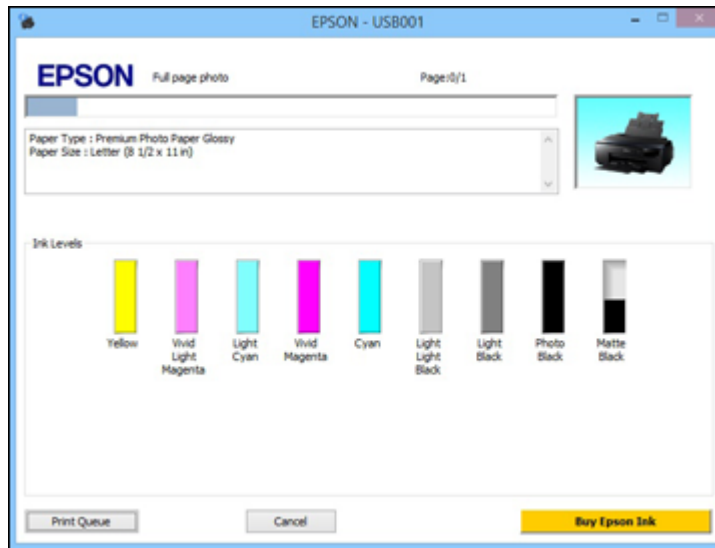 EPSON - USB001
EPSON
Full page photo
Page:0/1
Paper Type : Premium Photo Paper Glossy
Paper Size : Letter (8 1/2 x 11 in)
Ink Levels
Yellow
Vivid
Light
Magenta
Light
Cyan
Vivid
Magenta
Cyan
Light
Light
Black
Light
Black
Photo
Black
Matte
Black
Print Queue
Cancel
Buy Epson Ink